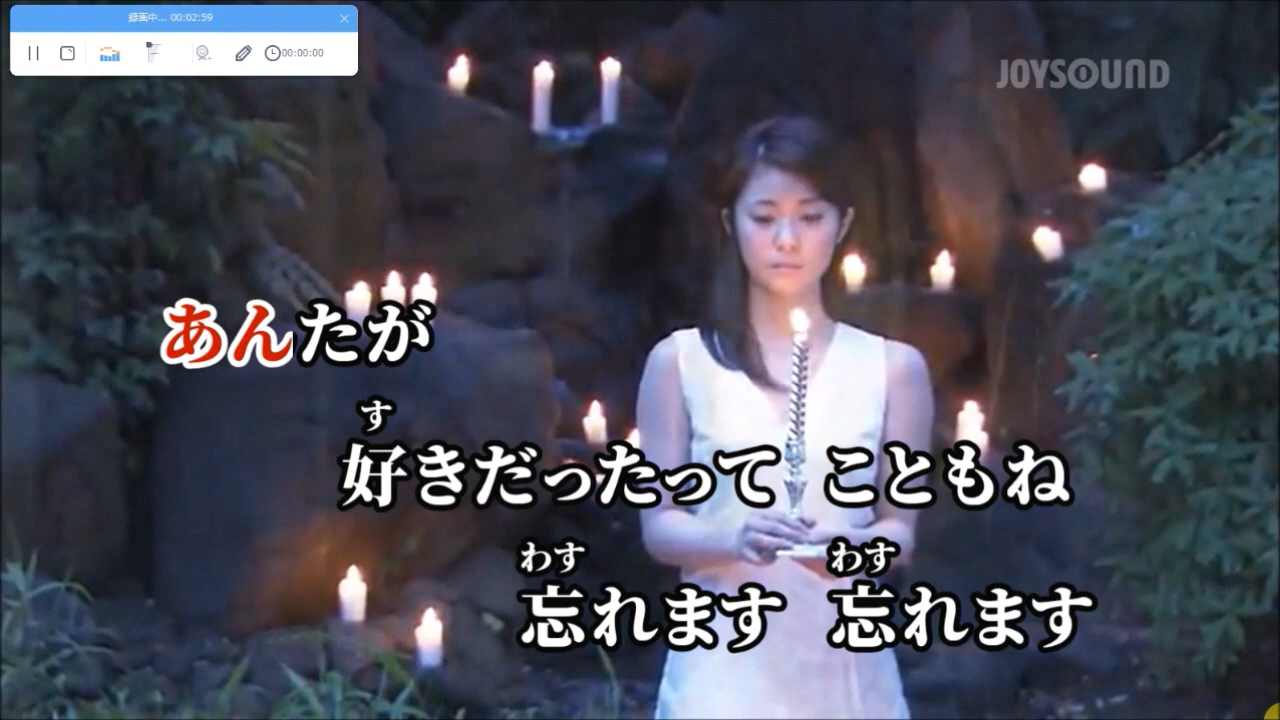 録画中... 00:02:59
00:00:00
JOYSOUND
あんたが
す
好きだったって こともね
わす わす
忘れます 忘れます